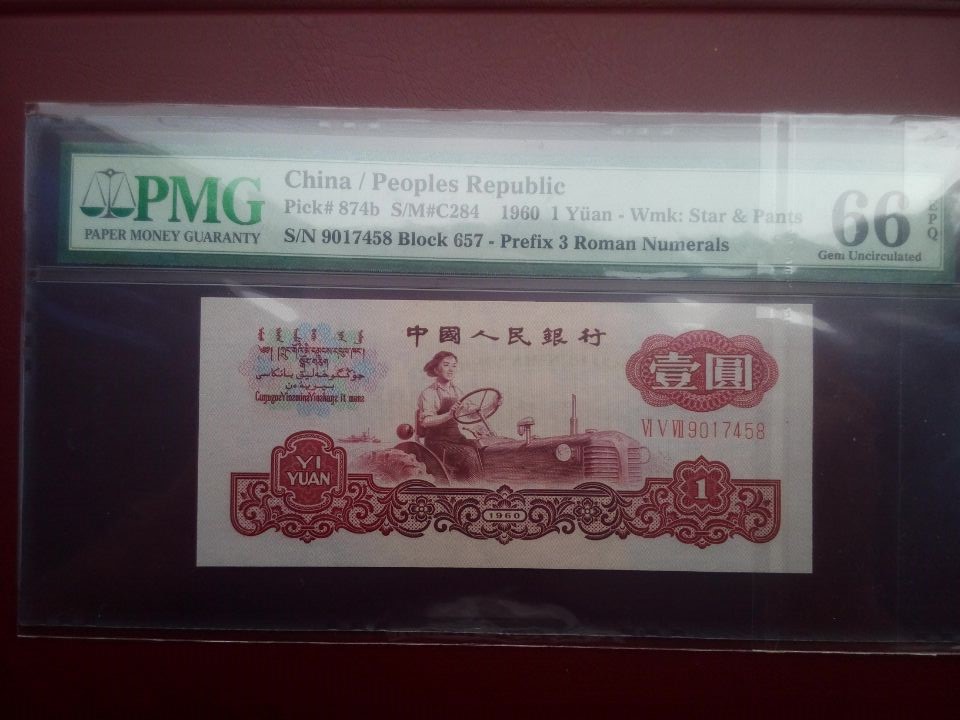 PMG
PAPER MONEY GUARANTY
China / Peoples Republic
Pick# 874b S/M#C284 1960 1 Yüan - Wmk: Star & Pants
S/N 9017458 Block 657 - Prefix 3 Roman Numerals
66 EPQ
Gem Uncirculated
中國人民銀行
壹圓
VI V VII 9017458
YI
YUAN
1
1960